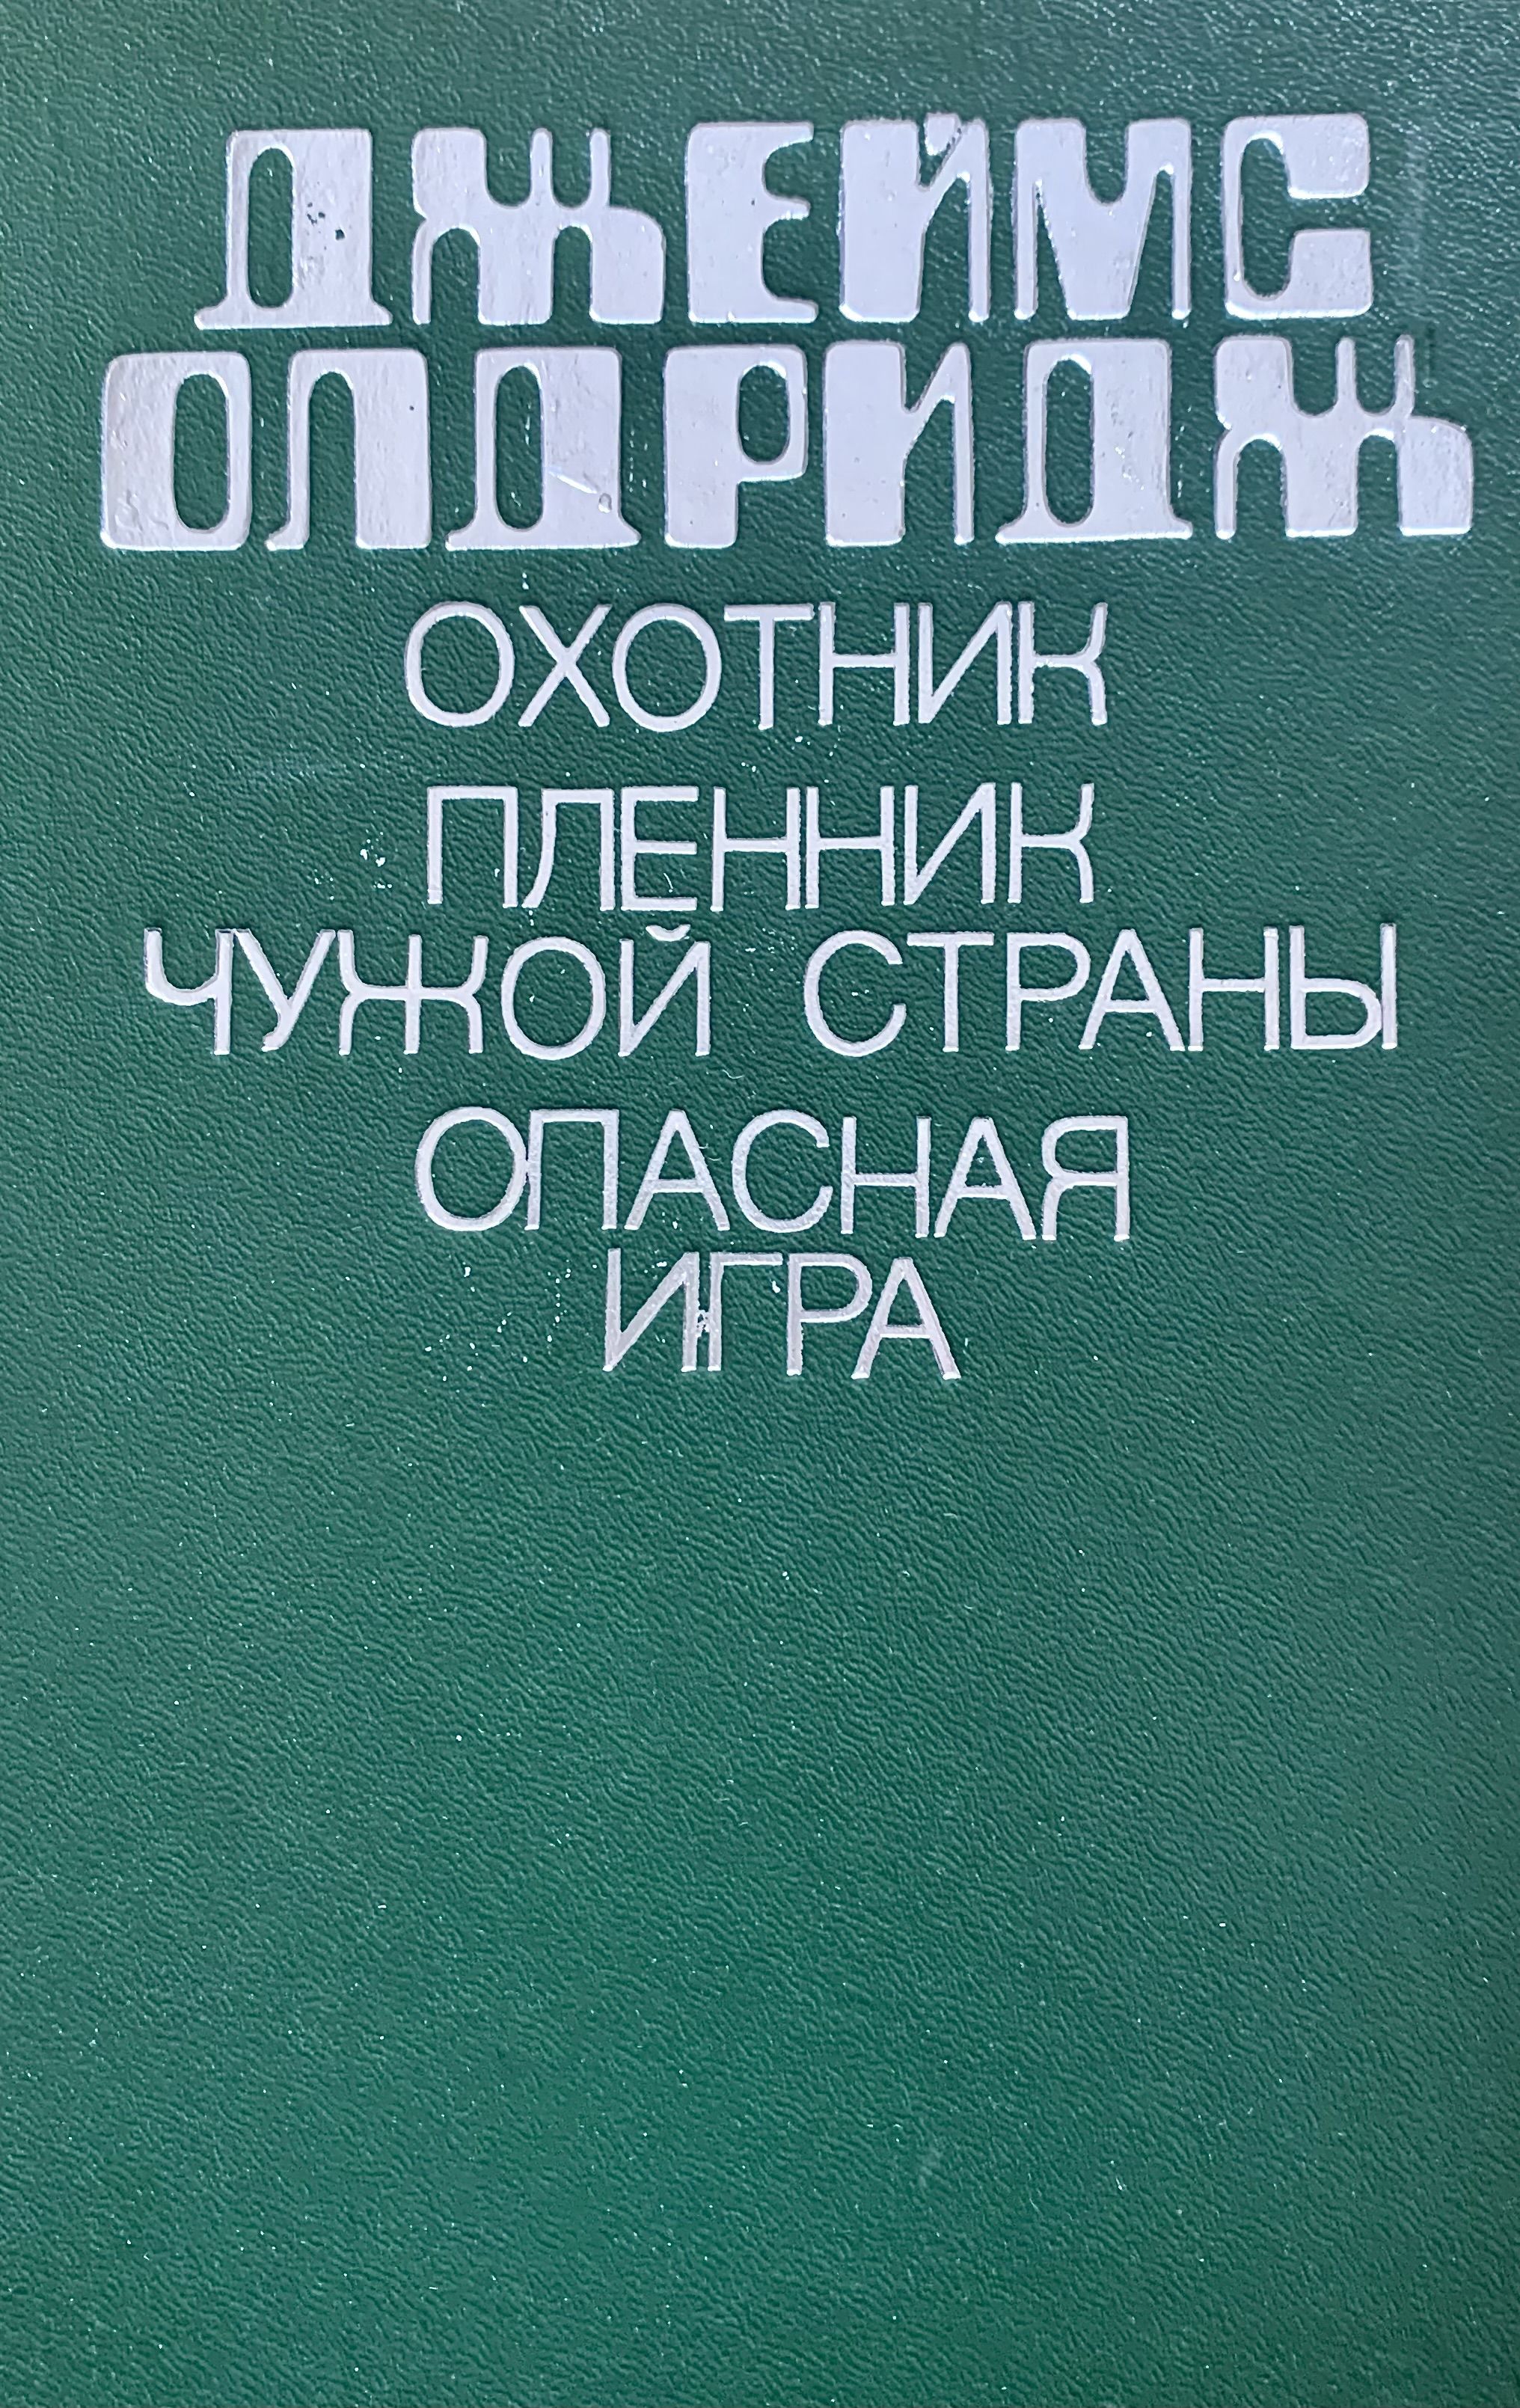 ДЖЕЙМС
ОЛДРИДЖ
ОХОТНИК
ПЛЕННИК
ЧУЖОЙ СТРАНЫ
ОПАСНАЯ
ИГРА